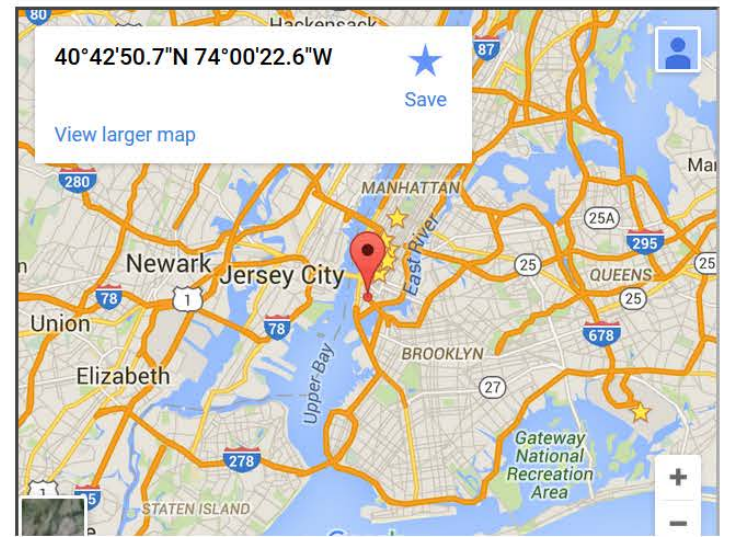 80
Hackensack
40°42'50.7"N 74°00'22.6"W
87
Save
View larger map
280
MANHATTAN
25A
295
East River
Newark
Jersey City
25
QUEENS
25
78
1
25
Union
78
678
BROOKLYN
Upper Bay
Elizabeth
27
Gateway
National
Recreation
Area
278
+
1
STATEN ISLAND
−